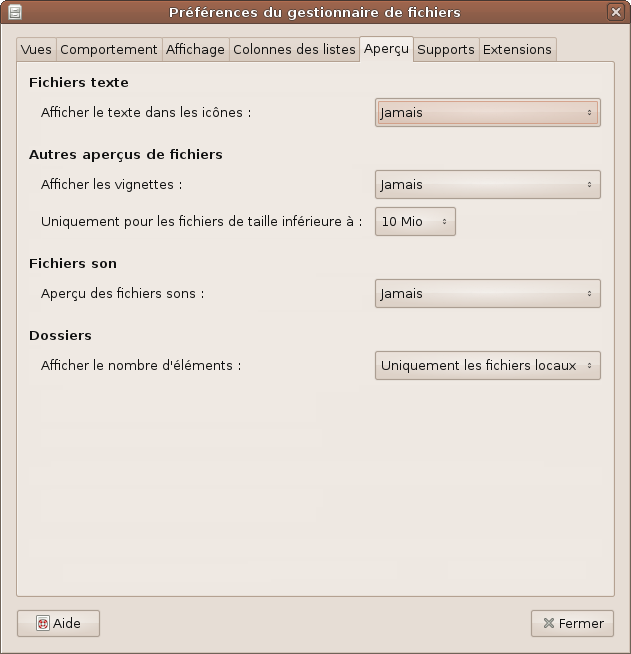 Préférences du gestionnaire de fichiers
Vues Comportement Affichage Colonnes des listes Aperçu Supports Extensions
Fichiers texte
Afficher le texte dans les icônes : Jamais
Autres aperçus de fichiers
Afficher les vignettes : Jamais
Uniquement pour les fichiers de taille inférieure à : 10 Mio
Fichiers son
Aperçu des fichiers sons : Jamais
Dossiers
Afficher le nombre d'éléments : Uniquement les fichiers locaux
Aide Fermer